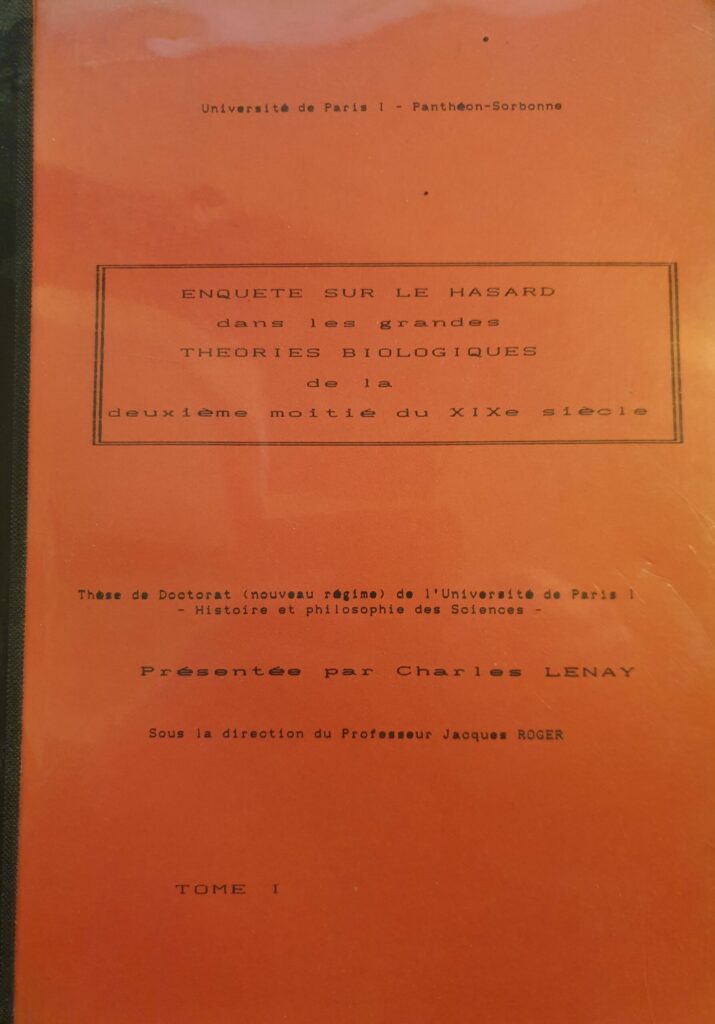 Université de Paris I - Panthéon-Sorbonne
ENQUETE SUR LE HASARD
dans les grandes
THEORIES BIOLOGIQUES
de la
deuxième moitié du XIXe siècle
Thèse de Doctorat (nouveau régime) de l'Université de Paris I
- Histoire et philosophie des Sciences -
Présentée par Charles LENAY
Sous la direction du Professeur Jacques ROGER
TOME I